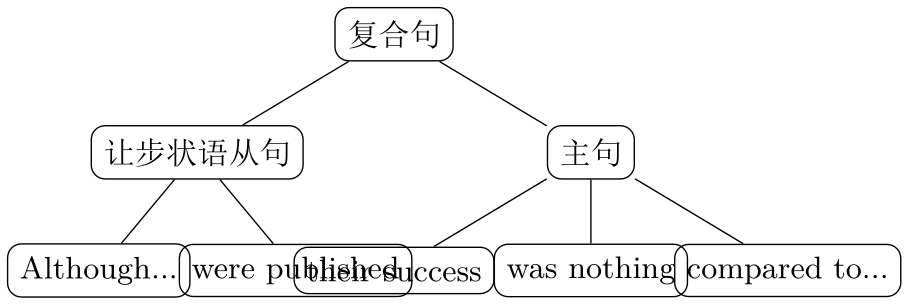 复合句
让步状语从句
主句
Although...
were published
their success
was nothing
compared to...